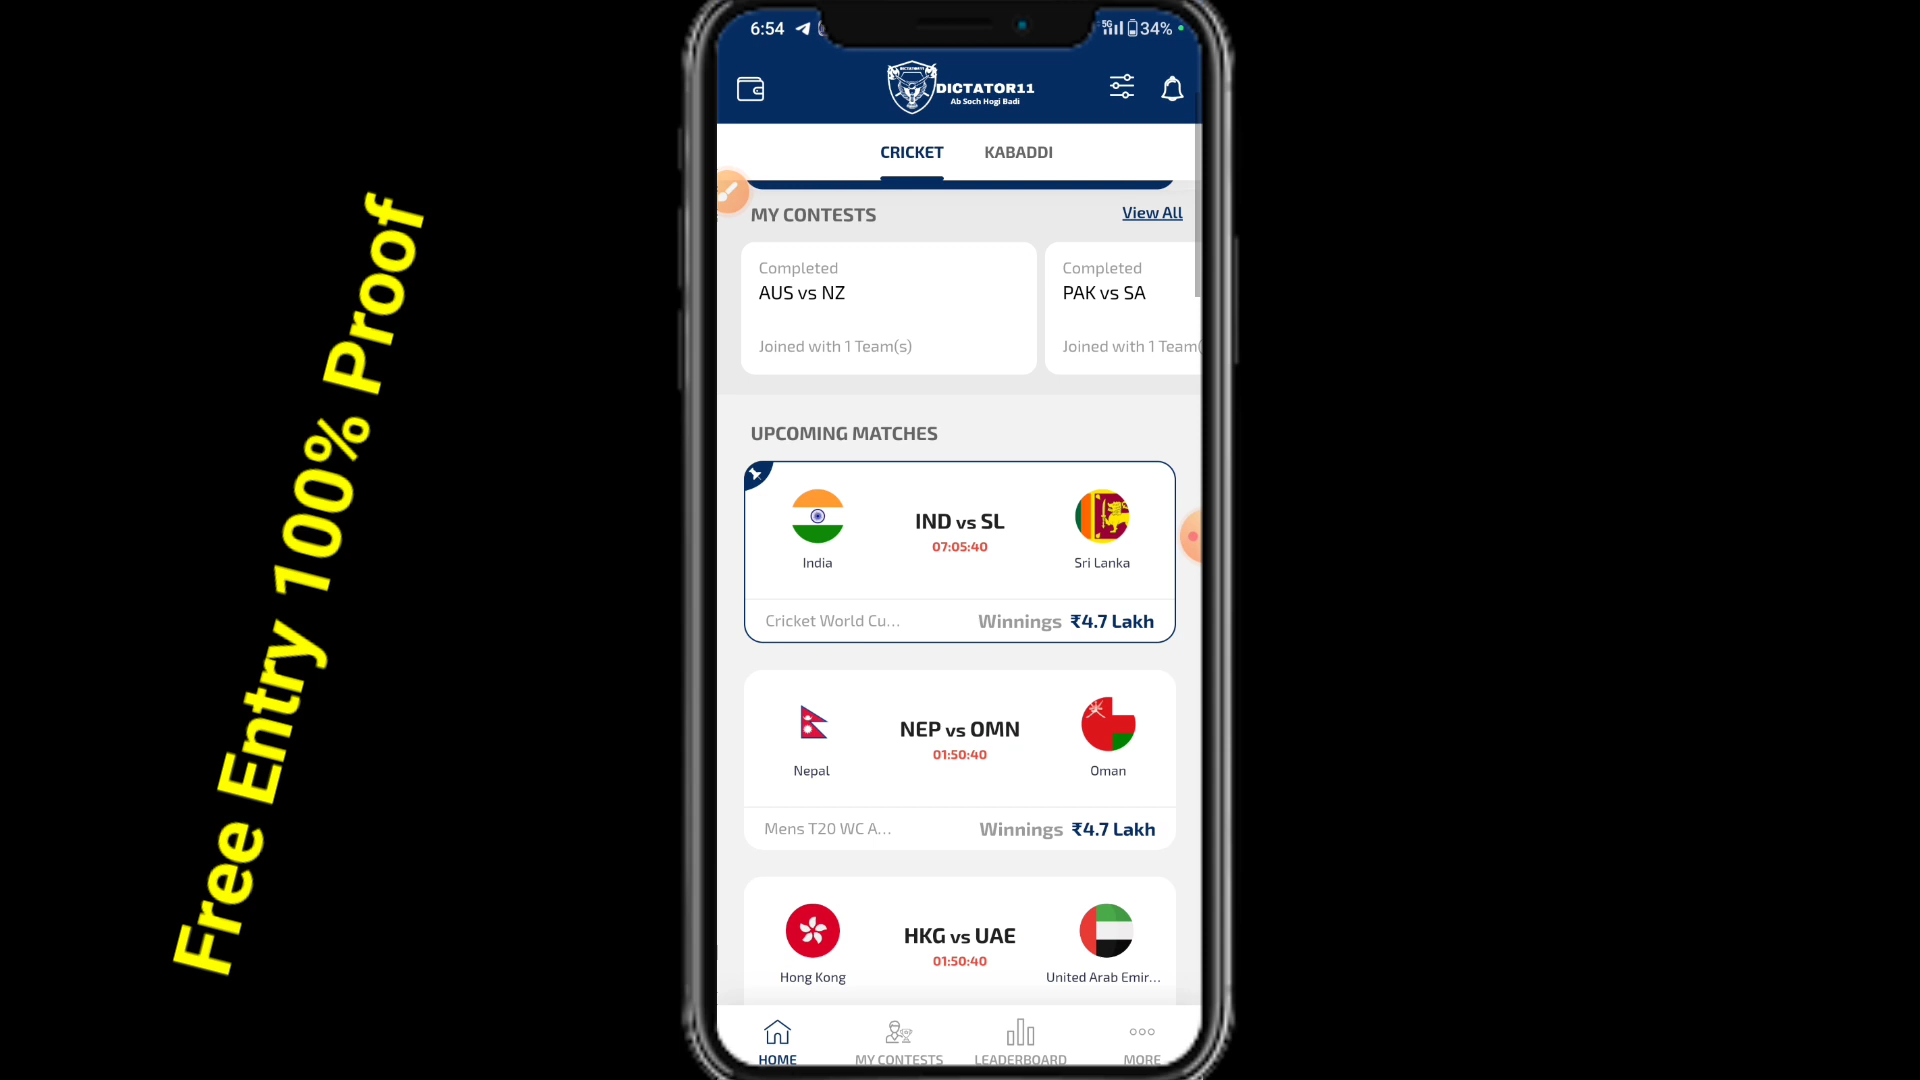 Free Entry 100% Proof
6:54
5G
34%
DICTATOR11
DICTATOR11
Ab Soch Hogi Badi
CRICKET KABADDI
MY CONTESTS View All
Completed
AUS vs NZ
Joined with 1 Team(s)
Completed
PAK vs SA
Joined with 1 Team(
UPCOMING MATCHES
IND vs SL
07:05:40
India
Sri Lanka
Cricket World Cu...
Winnings ₹4.7 Lakh
NEP vs OMN
01:50:40
Nepal
Oman
Mens T20 WC A...
Winnings ₹4.7 Lakh
HKG vs UAE
01:50:40
Hong Kong
United Arab Emir...
HOME MY CONTESTS LEADERBOARD MORE